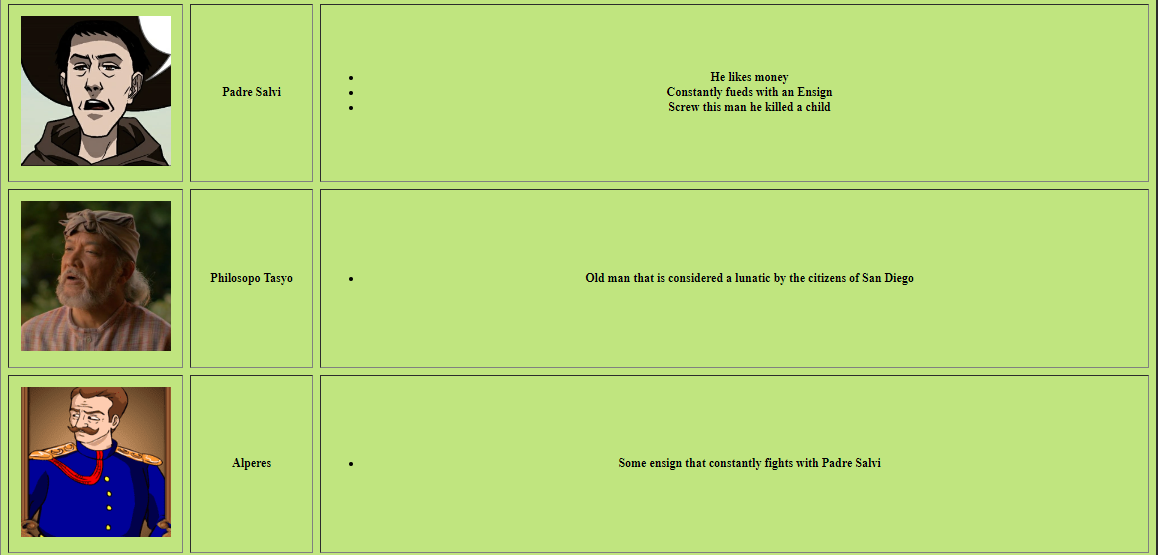 Padre Salvi
He likes money
Constantly fueds with an Ensign
Screw this man he killed a child
Philosopo Tasyo
Old man that is considered a lunatic by the citizens of San Diego
Alperes
Some ensign that constantly fights with Padre Salvi